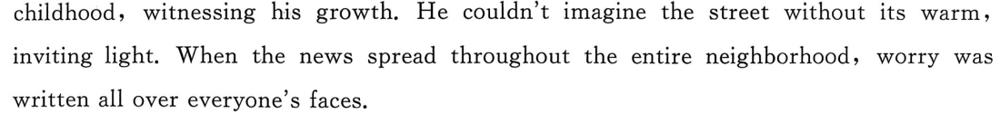 childhood, witnessing his growth. He couldn't imagine the street without its warm,
inviting light. When the news spread throughout the entire neighborhood, worry was
written all over everyone's faces.